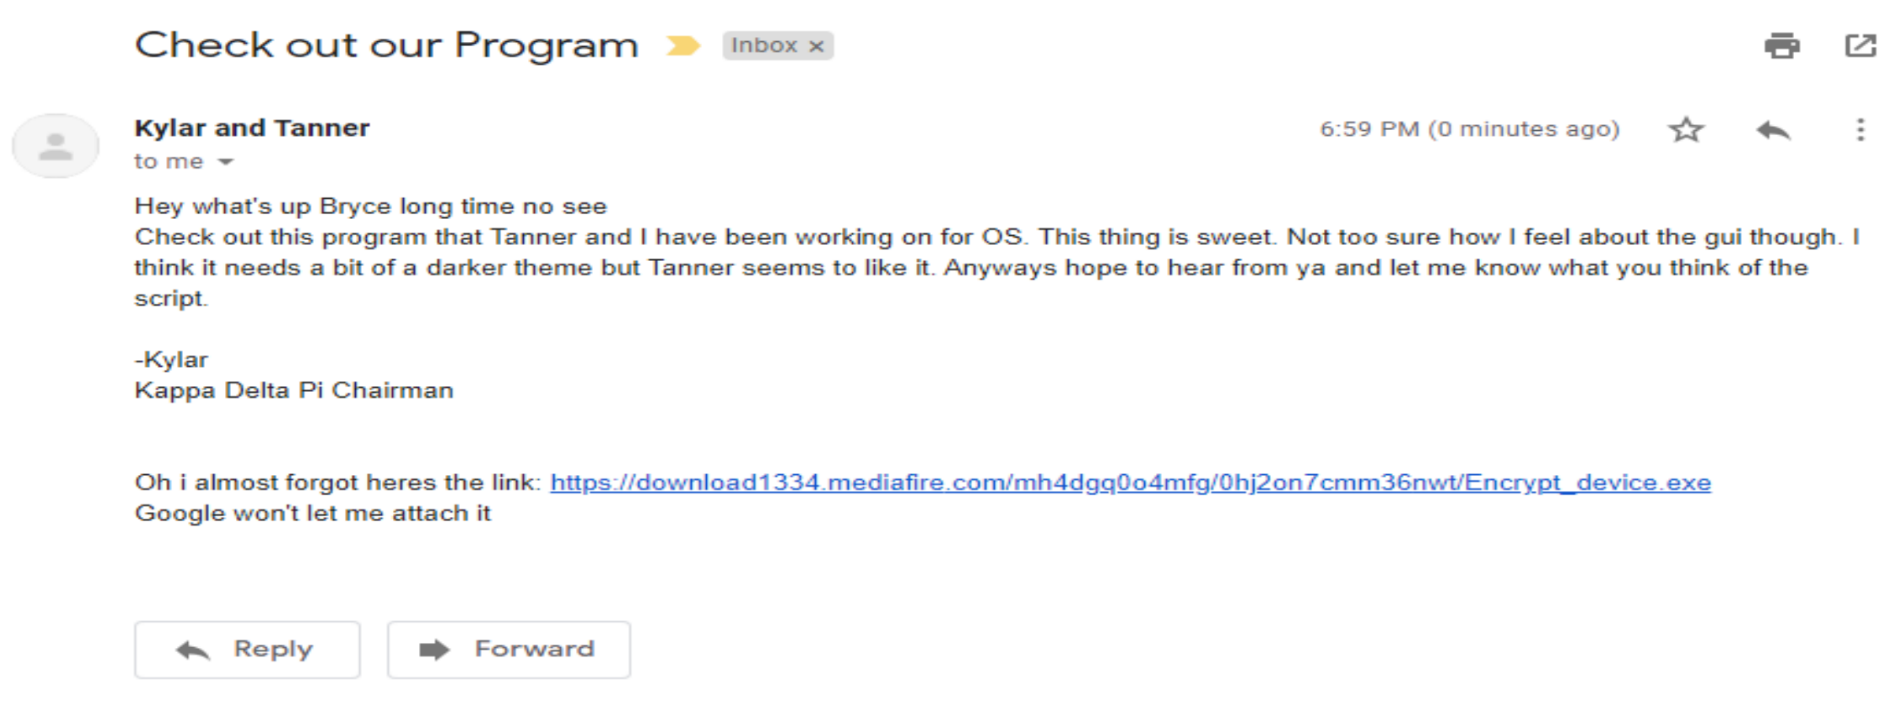 Check out our Program
Inbox ×
Kylar and Tanner
6:59 PM (0 minutes ago)
to me
Hey what's up Bryce long time no see
Check out this program that Tanner and I have been working on for OS. This thing is sweet. Not too sure how I feel about the gui though. I
think it needs a bit of a darker theme but Tanner seems to like it. Anyways hope to hear from ya and let me know what you think of the
script.
-Kylar
Kappa Delta Pi Chairman
Oh i almost forgot heres the link: https://download1334.mediafire.com/mh4dgq0o4mfg/0hj2on7cmm36nwt/Encrypt_device.exe
Google won't let me attach it
Reply
Forward